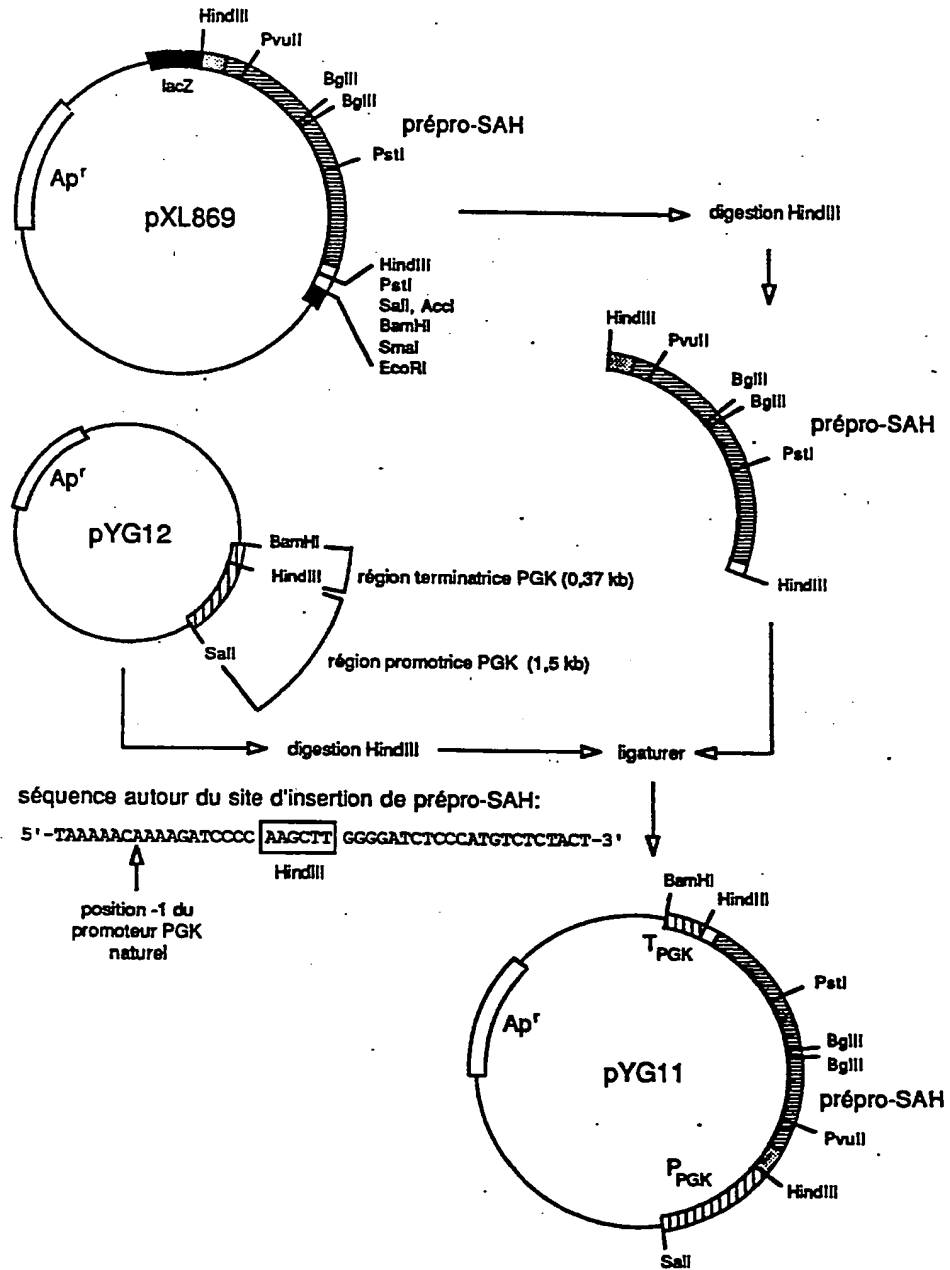 HindIII
PvuII
lacZ
BglII
BglII
prépro-SAH
PstI
Apʳ
pXL869
digestion HindIII
HindIII
PstI
SalI, AccI
BamHI
SmaI
EcoRI
HindIII
PvuII
BglII
BglII
prépro-SAH
PstI
HindIII
Apʳ
pYG12
BamHI
HindIII
région terminatrice PGK (0,37 kb)
SalI
région promotrice PGK (1,5 kb)
digestion HindIII
ligaturer
séquence autour du site d'insertion de prépro-SAH:
5'-TAAAAACAAAAGATCCCC AAGCTT GGGGATCTCCCATGTCTCTACT-3'
HindIII
position -1 du
promoteur PGK
naturel
BamHI
HindIII
T PGK
PstI
Apʳ
BglII
BglII
pYG11
prépro-SAH
PvuII
P PGK
HindIII
SalI